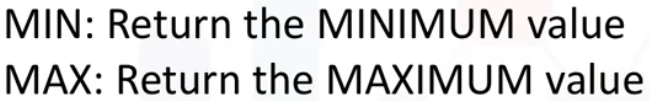 MIN: Return the MINIMUM value
MAX: Return the MAXIMUM value